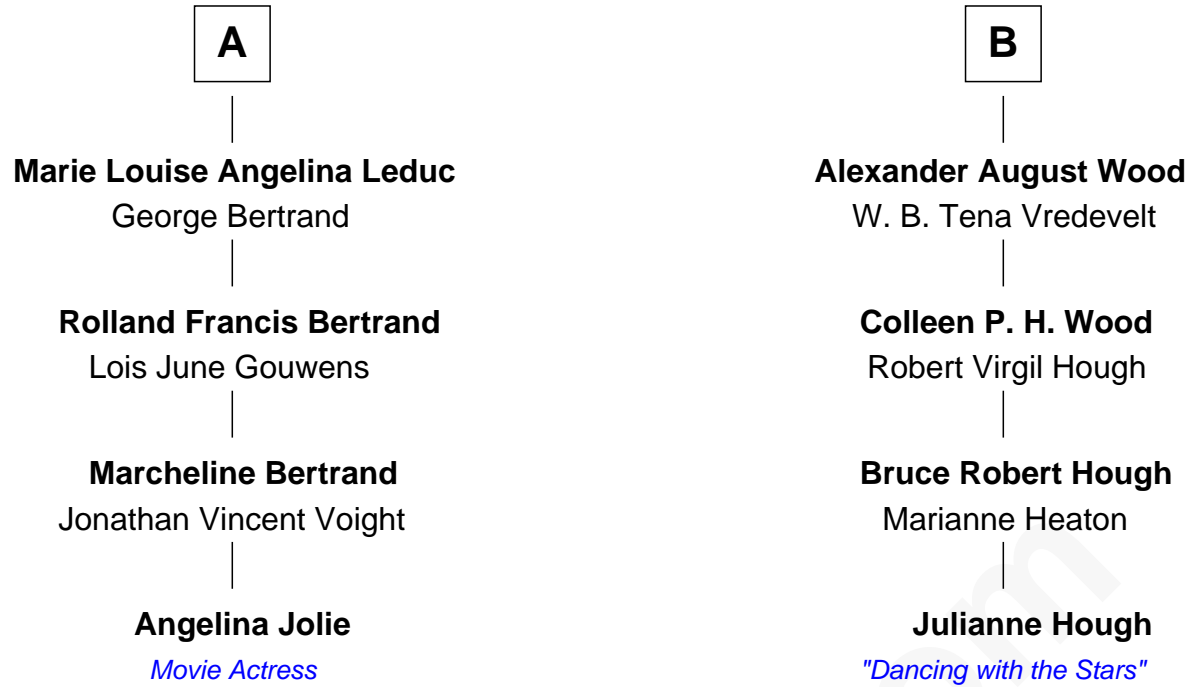 A
Marie Louise Angelina Leduc
George Bertrand
Rolland Francis Bertrand
Lois June Gouwens
Marcheline Bertrand
Jonathan Vincent Voight
Angelina Jolie
Movie Actress
B
Alexander August Wood
W. B. Tena Vredevelt
Colleen P. H. Wood
Robert Virgil Hough
Bruce Robert Hough
Marianne Heaton
Julianne Hough
"Dancing with the Stars"